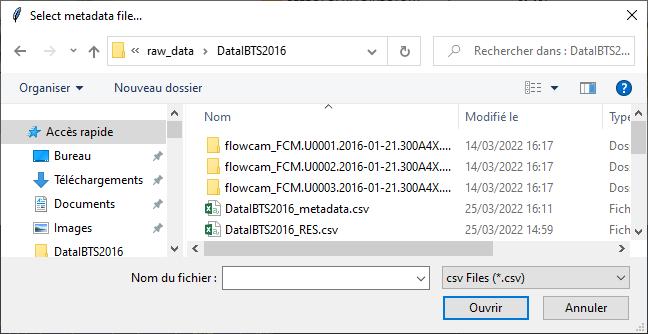 Select metadata file...
« raw_data > DataIBTS2016
Rechercher dans : DataIBTS2...
Organiser Nouveau dossier
Nom Modifié le Type
Accès rapide
Bureau
Téléchargements
Documents
Images
DataIBTS2016
flowcam_FCM.U0001.2016-01-21.300A4X.... 14/03/2022 16:17 Doss
flowcam_FCM.U0002.2016-01-21.300A4X.... 14/03/2022 16:17 Doss
flowcam_FCM.U0003.2016-01-21.300A4X.... 14/03/2022 16:17 Doss
DataIBTS2016_metadata.csv 25/03/2022 16:11 Fich
DataIBTS2016_RES.csv 25/03/2022 14:59 Fich
Nom du fichier :
csv Files (*.csv)
Ouvrir Annuler